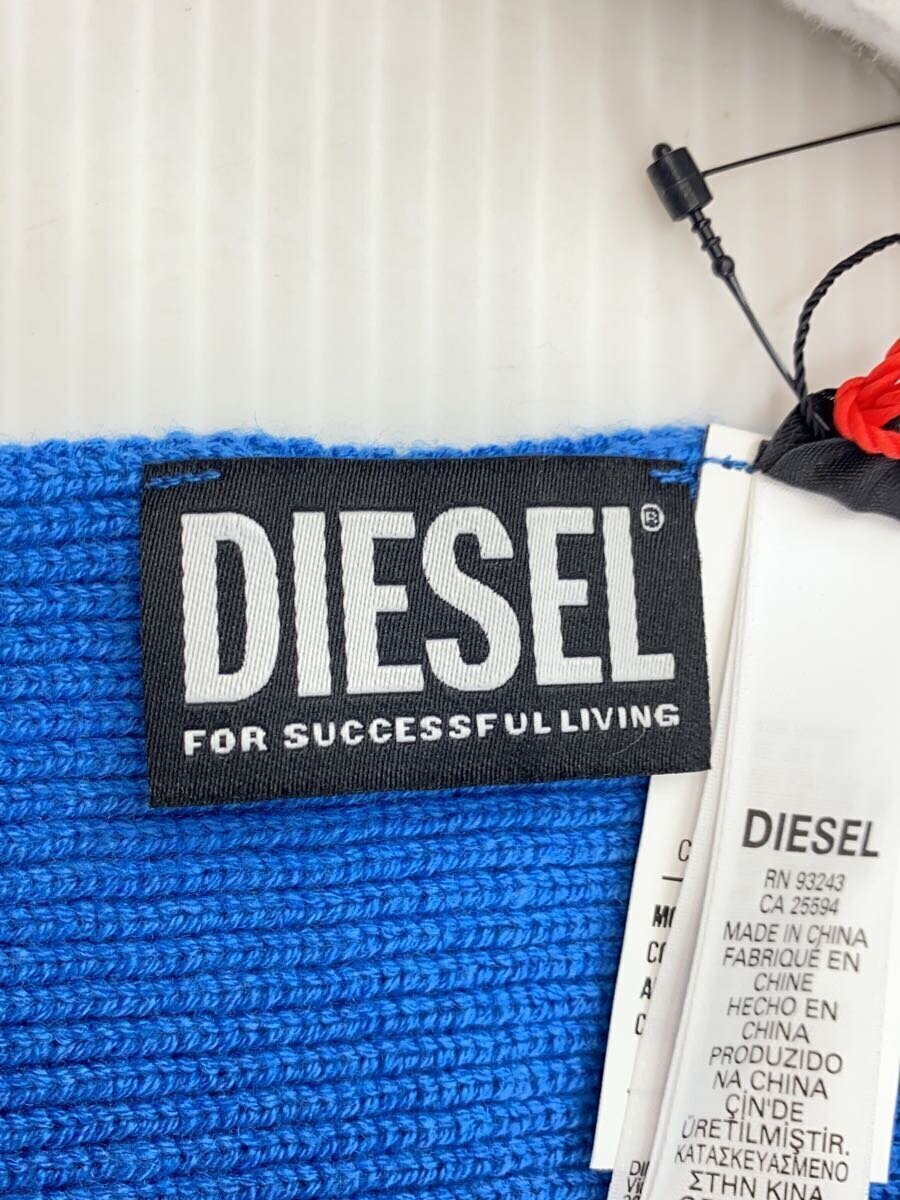 DIESEL®
FOR SUCCESSFUL LIVING
DIESEL
RN 93243
CA 25594
MADE IN CHINA
FABRIQUÉ EN
CHINE
HECHO EN
CHINA
PRODUZIDO
NA CHINA
ÇİN'DE
ÜRETİLMİŞTİR.
ΚΑΤΑΣΚΕΥΑΣΜΕΝΟ
ΣΤΗΝ ΚΙΝΑ